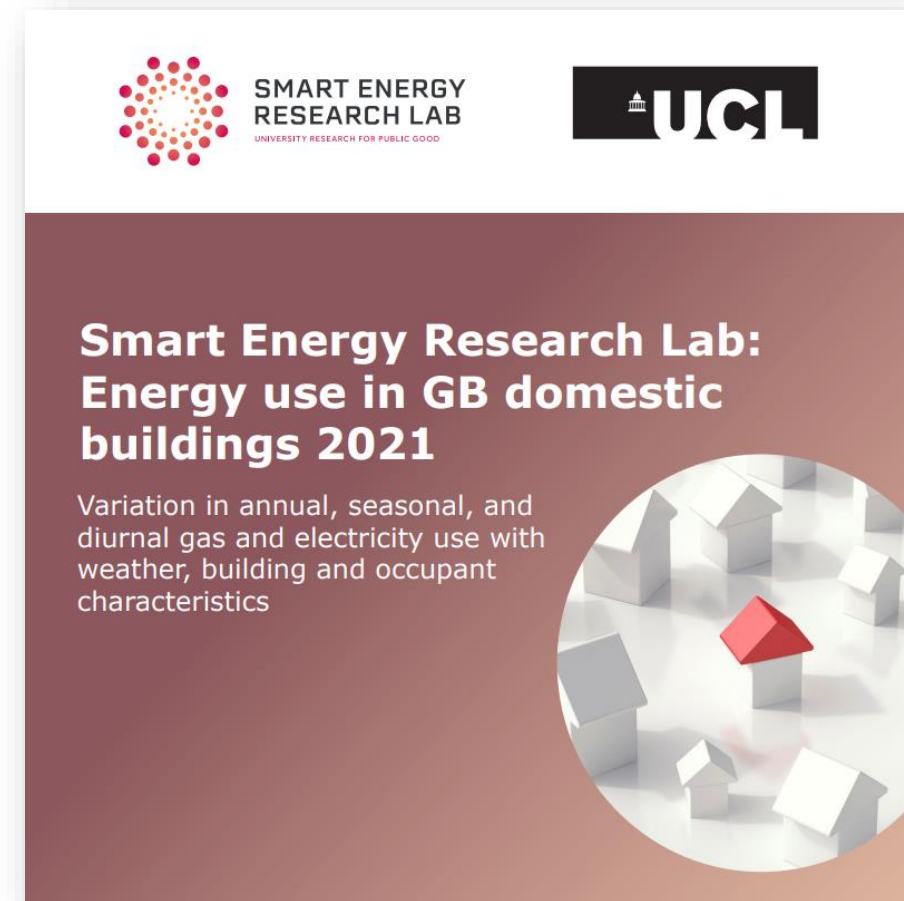 SMART ENERGY
RESEARCH LAB
UNIVERSITY RESEARCH FOR PUBLIC GOOD
UCL
Smart Energy Research Lab:
Energy use in GB domestic
buildings 2021
Variation in annual, seasonal, and
diurnal gas and electricity use with
weather, building and occupant
characteristics